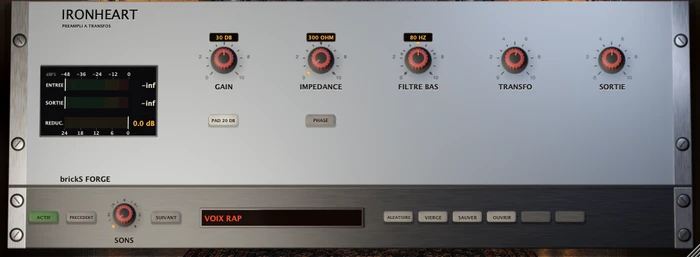 IRONHEART
PREAMPLI A TRANSFOS
30 DB
300 OHM
80 HZ
dBFS -48 -36 -24 -12 0
ENTREE -inf
SORTIE -inf
REDUC. 0.0 dB
24 18 12 6 0
GAIN
IMPEDANCE
FILTRE BAS
TRANSFO
SORTIE
PAD 20 DB
PHASE
brickS FORGE
ACTIF
PRECEDENT
SUIVANT
VOIX RAP
ALEATOIRE
VIERGE
SAUVER
OUVRIR
SONS